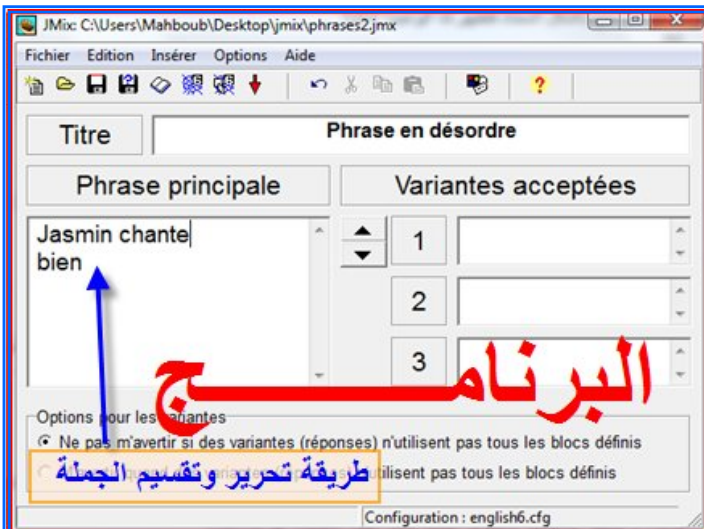 JMix: C:\Users\Mahboub\Desktop\jmix\phrases2.jmx
Fichier Edition Insérer Options Aide
Titre
Phrase en désordre
Phrase principale
Variantes acceptées
Jasmin chante
bien
1
2
3
البرنامـــــج
Options pour les variantes
Ne pas m'avertir si des variantes (réponses) n'utilisent pas tous les blocs définis
utilisent pas tous les blocs définis
طريقة تحرير وتقسيم الجملة
Configuration : english6.cfg